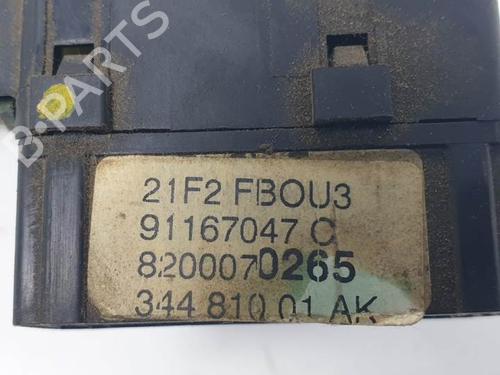 B-PARTS
21F2 FBOU3
91167047 C
8200070265
344 810 01 AK